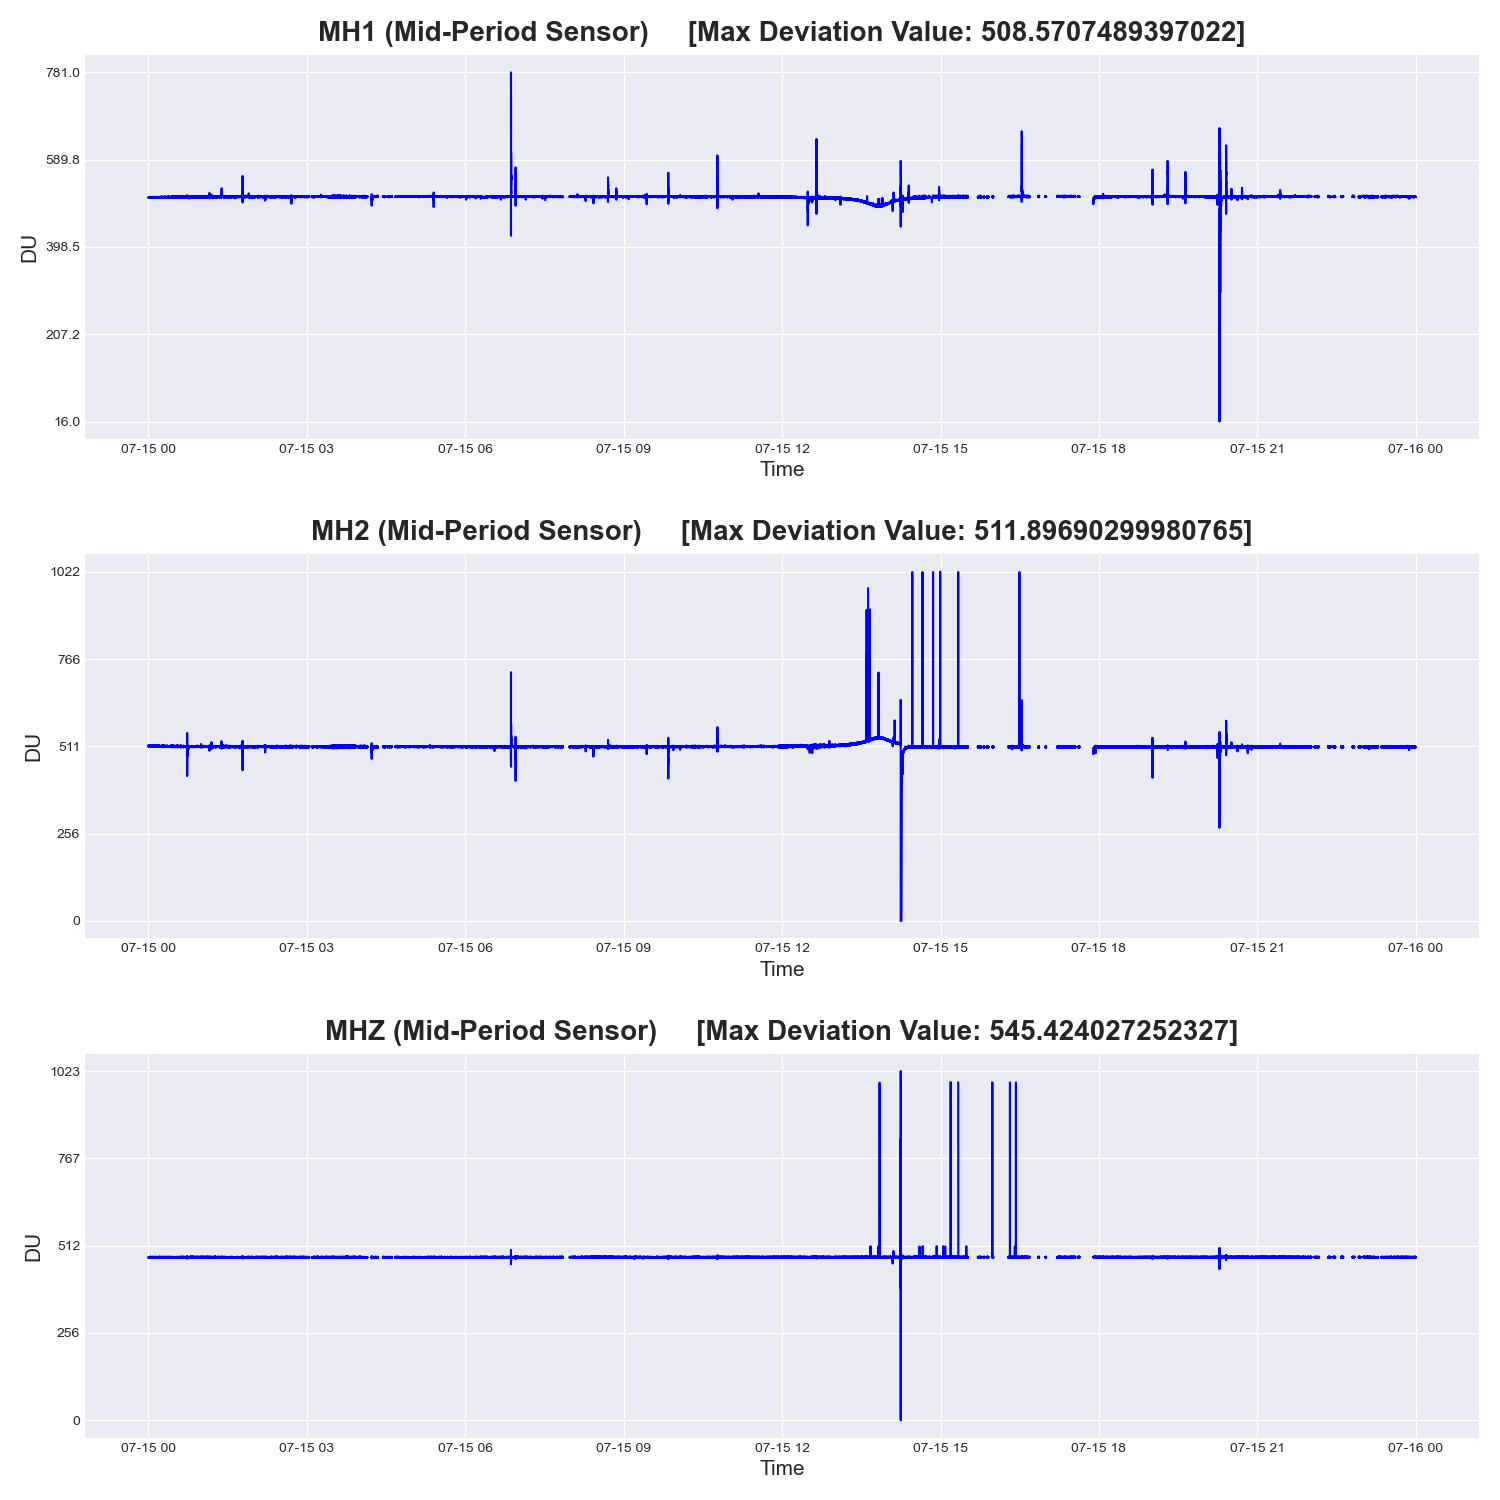 MH1 (Mid-Period Sensor) [Max Deviation Value: 508.5707489397022]
781.0
589.8
398.5
207.2
16.0
DU
07-15 00 07-15 03 07-15 06 07-15 09 07-15 12 07-15 15 07-15 18 07-15 21 07-16 00
Time
MH2 (Mid-Period Sensor) [Max Deviation Value: 511.89690299980765]
1022
766
511
256
0
DU
07-15 00 07-15 03 07-15 06 07-15 09 07-15 12 07-15 15 07-15 18 07-15 21 07-16 00
Time
MHZ (Mid-Period Sensor) [Max Deviation Value: 545.424027252327]
1023
767
512
256
0
DU
07-15 00 07-15 03 07-15 06 07-15 09 07-15 12 07-15 15 07-15 18 07-15 21 07-16 00
Time